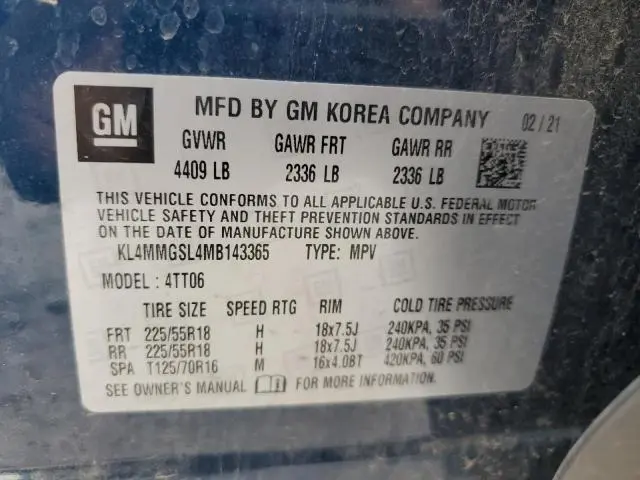 GM MFD BY GM KOREA COMPANY 02 / 21
GVWR GAWR FRT GAWR RR
4409 LB 2336 LB 2336 LB
THIS VEHICLE CONFORMS TO ALL APPLICABLE U.S. FEDERAL MOTOR
VEHICLE SAFETY AND THEFT PREVENTION STANDARDS IN EFFECT
ON THE DATE OF MANUFACTURE SHOWN ABOVE.
KL4MMGSL4MB143365 TYPE: MPV
MODEL : 4TT06
TIRE SIZE SPEED RTG RIM COLD TIRE PRESSURE
FRT 225/55R18 H 18x7.5J 240KPA, 35 PSI
RR 225/55R18 H 18x7.5J 240KPA, 35 PSI
SPA T125/70R16 M 16x4.0BT 420KPA, 60 PSI
SEE OWNER'S MANUAL FOR MORE INFORMATION.